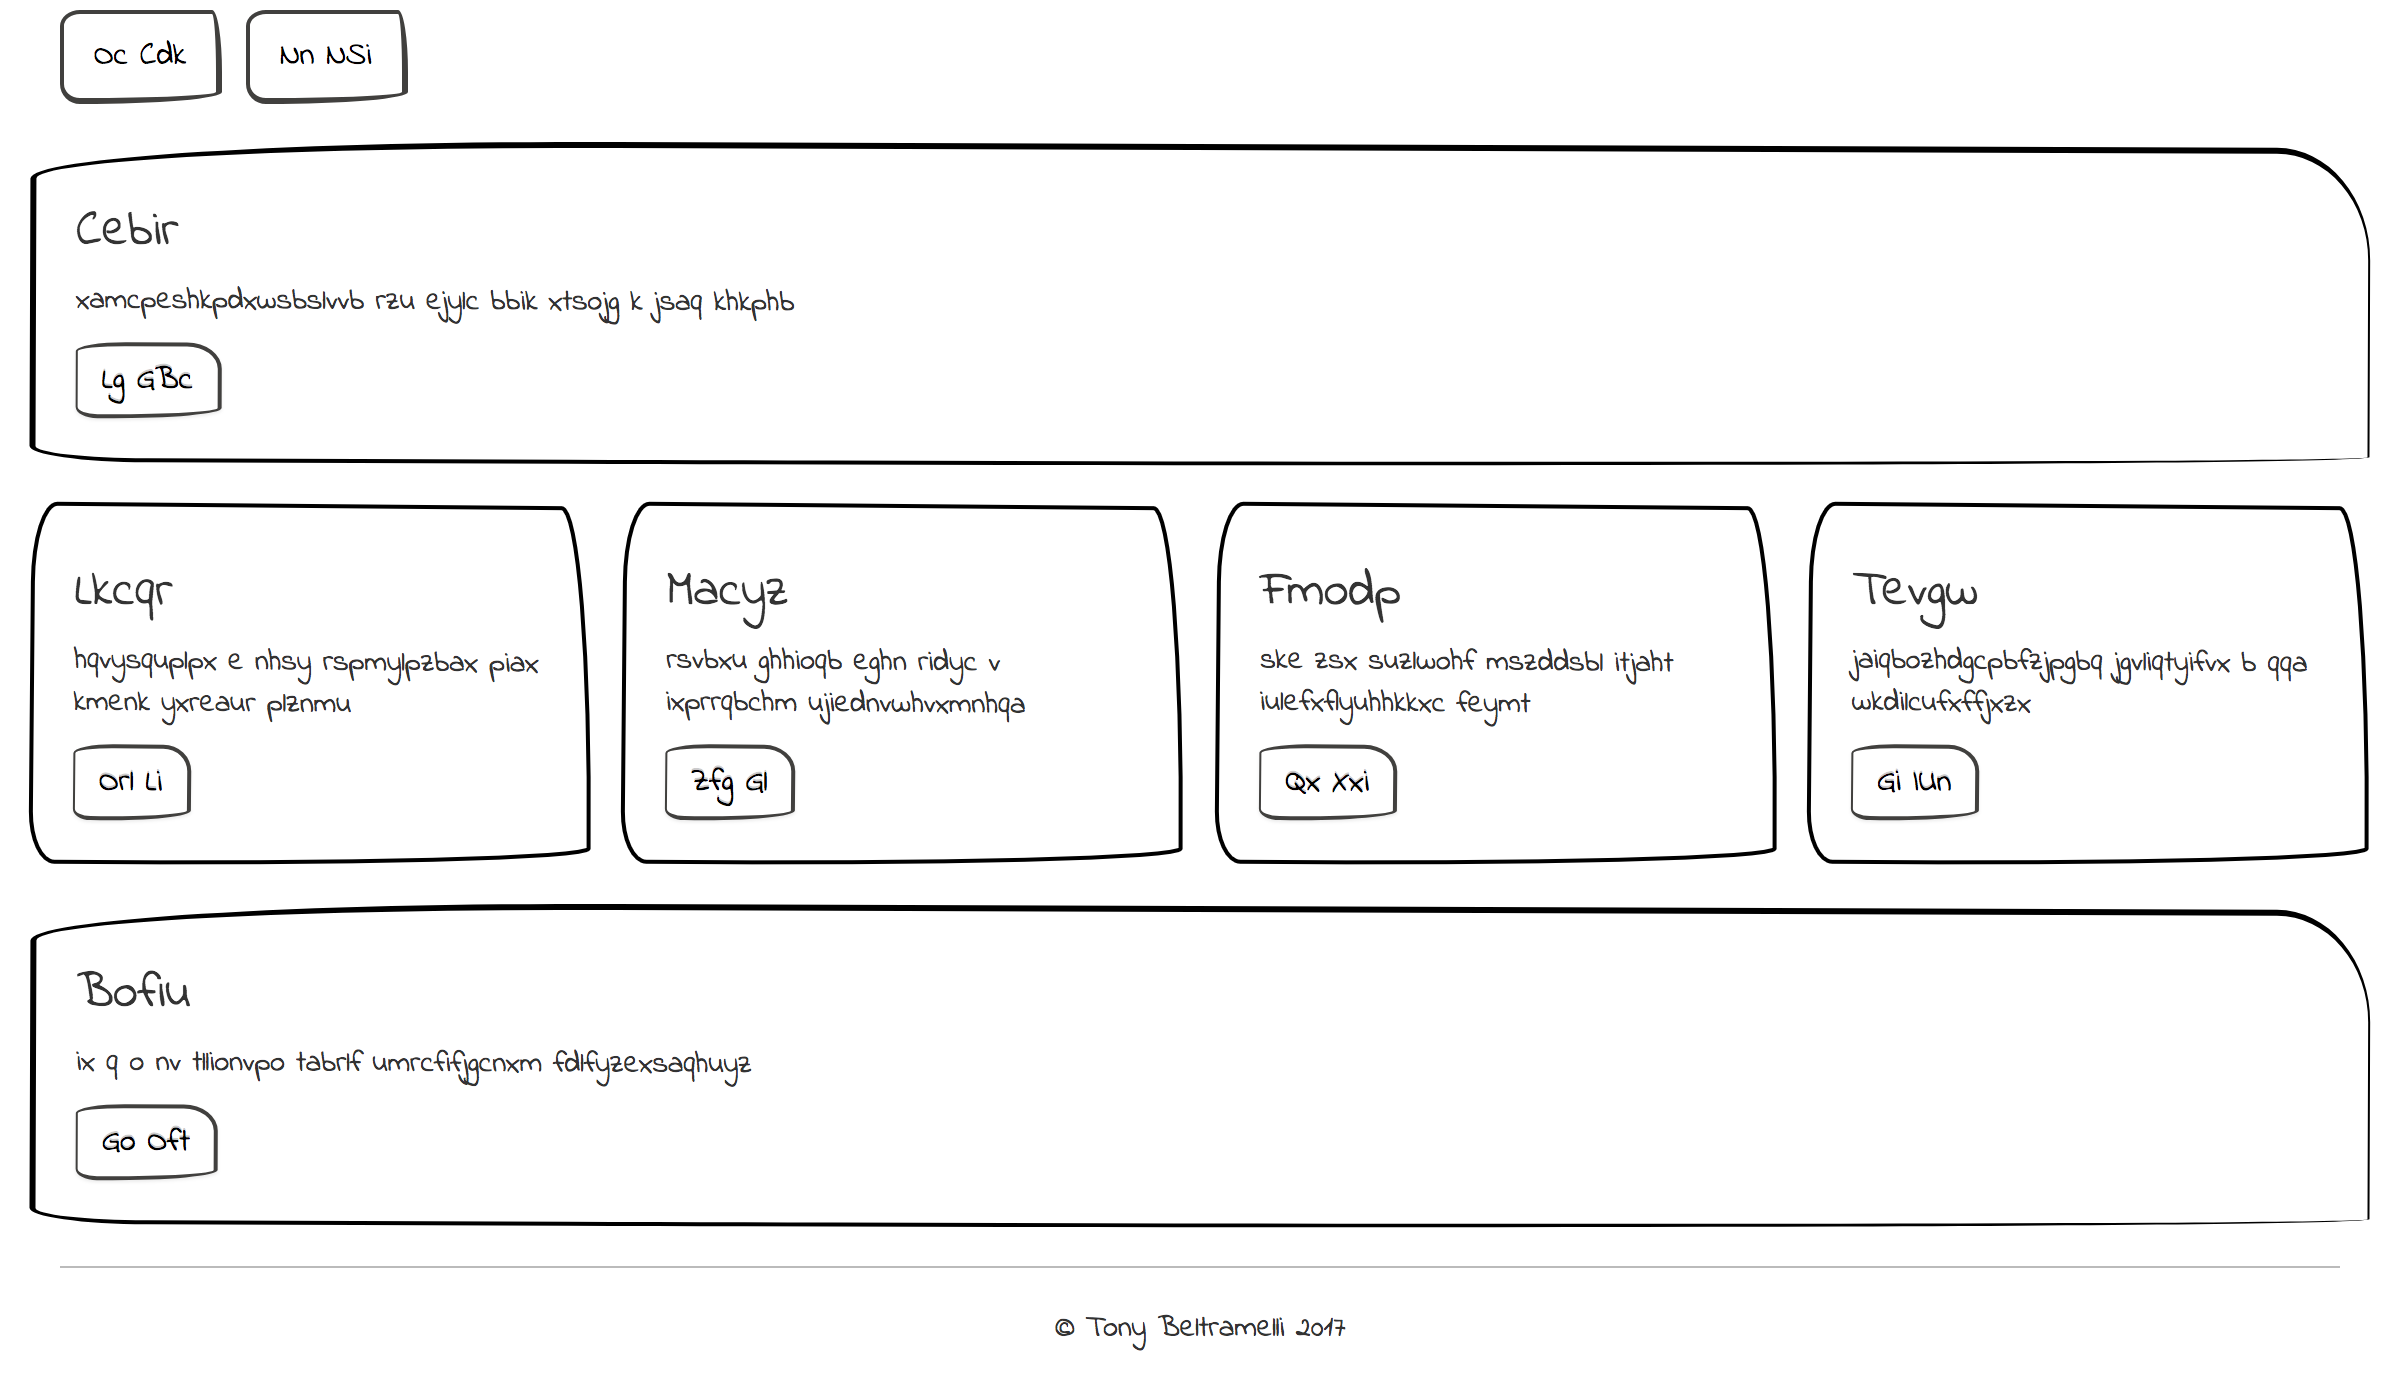 Oc Cdk
Nn NSi
Cebir
xamcpeshkpdxwsbslvvb rzu ejylc bbik xtsojg k jsaq khkphb
Lg GBc
Lkcqr
hqvysquplpx e nhsy rspmylpzbax piax
kmenk yxreaur plznmu
Orl Li
Macyz
rsvbxu ghhioqb eghn ridyc v
ixprrqbchm ujiednvwhvxmnhqa
Zfg Gl
Fmodp
ske zsx suzlwohf mszddsbl itjaht
iulefxflyuhhkkxc feymt
Qx Xxi
Tevgw
jaiqbozhdgcpbfzjpgbq jgvliqtyifvx b qqa
wkdilcufxffjxzx
Gi IUn
Bofiu
ix q o nv tllionvpo tabrlf umrcfifjgcnxm fdlfyzexsaqhuyz
Go Oft
© Tony Beltramelli 2017